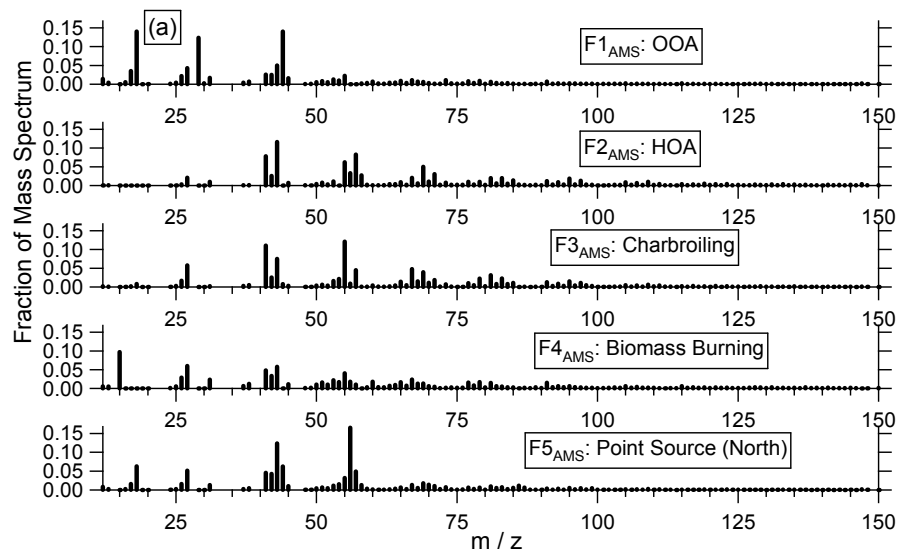 (a)
Fraction of Mass Spectrum
0.15
0.10
0.05
0.00
F1AMS: OOA
25 50 75 100 125 150
0.15
0.10
0.05
0.00
F2AMS: HOA
25 50 75 100 125 150
0.15
0.10
0.05
0.00
F3AMS: Charbroiling
25 50 75 100 125 150
0.15
0.10
0.05
0.00
F4AMS: Biomass Burning
25 50 75 100 125 150
0.15
0.10
0.05
0.00
F5AMS: Point Source (North)
25 50 75 100 125 150
m / z